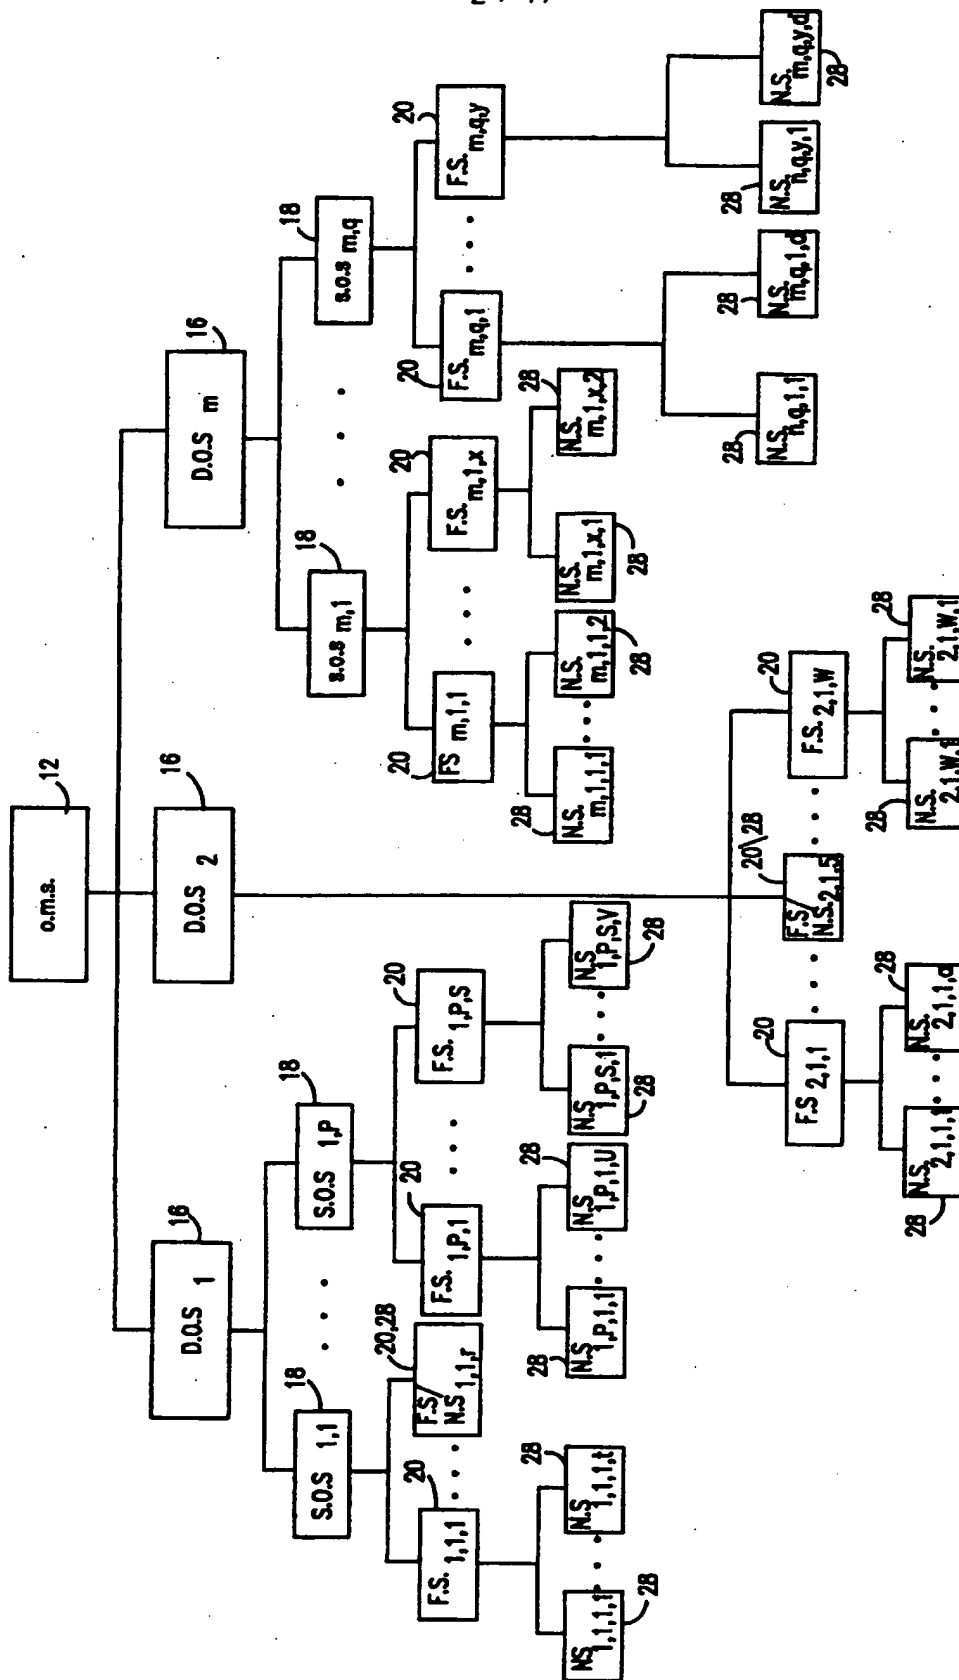 o.m.s.
12
D.O.S 1
16
D.O.S 2
16
D.O.S m
16
S.O.S 1,1
18
S.O.S 1,P
18
s.o.s m,1
18
s.o.s m,q
18
F.S. 1,1,1
20
F.S N.S 1,1,r
20,28
F.S. 1,P,1
20
F.S. 1,P,S
20
FS m,1,1
20
F.S. m,1,x
20
F.S. m,q,1
20
F.S. m,q,y
20
NS 1,1,1,1
28
N.S 1,1,1,t
28
N.S 1,P,1,1
28
N.S 1,P,1,U
28
N.S 1,P,S,1
28
N.S 1,P,S,V
28
N.S. m,1,1,1
28
N.S. m,1,1,2
28
N.S. m,1,x,1
28
N.S. m,1,x,2
28
N.S. n,q,1,1
28
N.S. m,q,1,d
28
N.S. n,q,y,1
28
N.S. m,q,y,d
28
F.S 2,1,1
20
F.S N.S. 2,1,5
20\28
F.S. 2,1,W
20
N.S. 2,1,1,1
28
N.S. 2,1,1,q
28
N.S. 2,1,W,1
28
N.S. 2,1,W,1
28